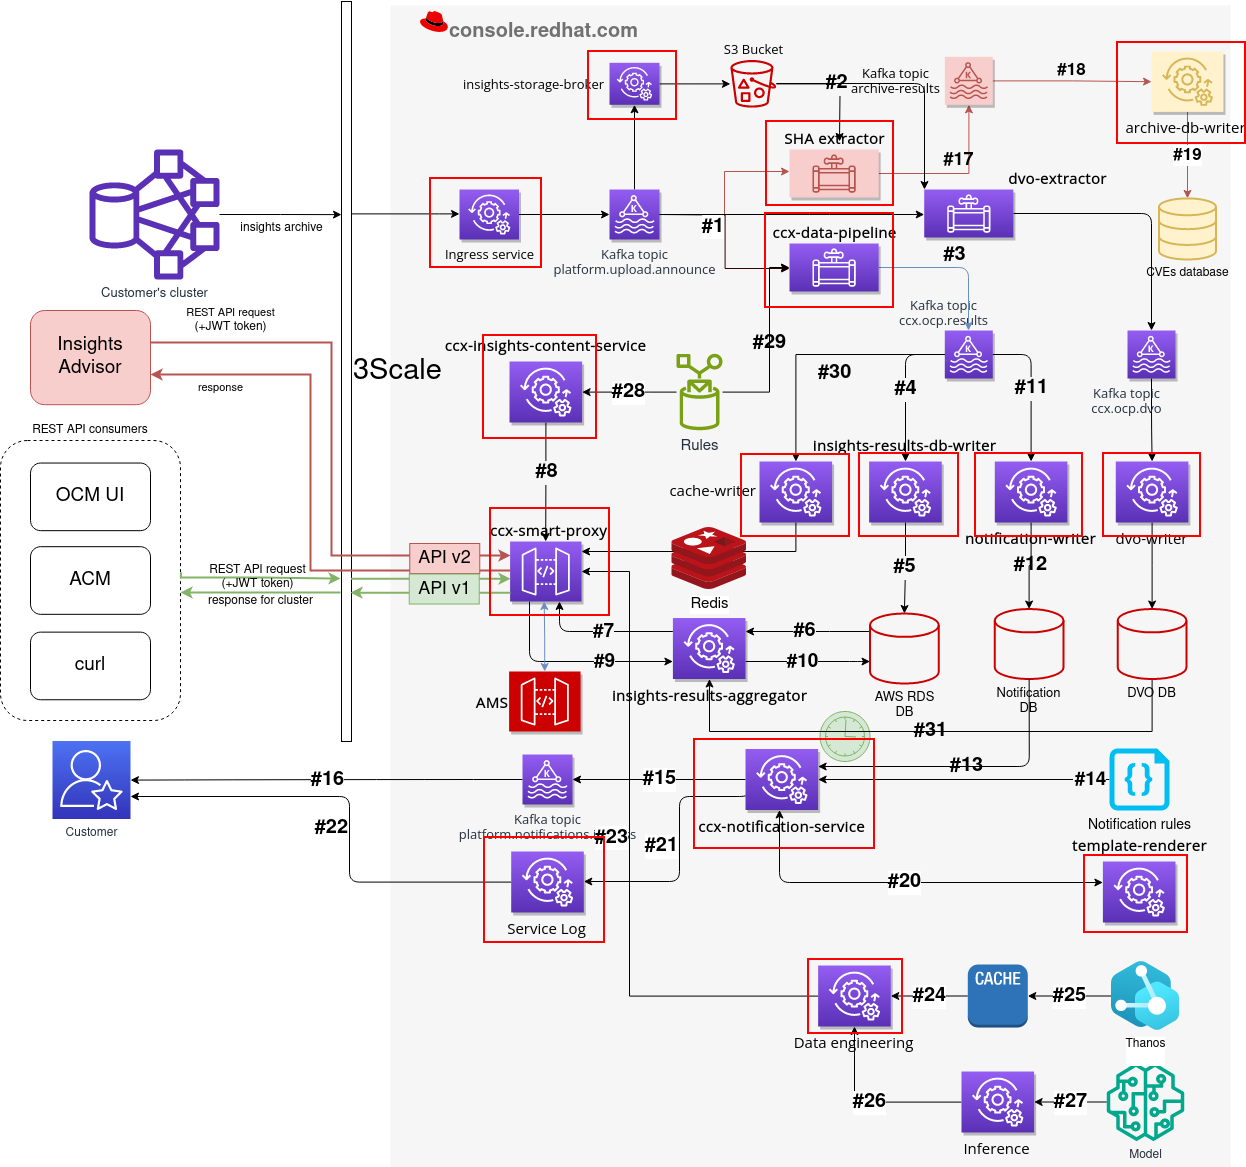 console.redhat.com
S3 Bucket
insights-storage-broker
#2
Kafka topic
archive-results
#18
archive-db-writer
SHA extractor
#17
#19
dvo-extractor
insights archive
Customer's cluster
Ingress service
Kafka topic
platform.upload.announce
#1
ccx-data-pipeline
#3
CVEs database
REST API request
(+JWT token)
Insights
Advisor
response
3Scale
Kafka topic
ccx.ocp.results
ccx-insights-content-service
#29
#30
#28
#4
#11
Kafka topic
ccx.ocp.dvo
Rules
REST API consumers
OCM UI
ACM
curl
#8
insights-results-db-writer
cache-writer
notification-writer
dvo-writer
ccx-smart-proxy
API v2
API v1
REST API request
(+JWT token)
response for cluster
Redis
#5
#12
#7
#6
#9
#10
AMS
insights-results-aggregator
AWS RDS
DB
Notification
DB
DVO DB
#31
#13
#16
#15
#14
Customer
Kafka topic
#22
#23
#21
ccx-notification-service
Notification rules
template-renderer
#20
Service Log
#24
CACHE
#25
Data engineering
Thanos
#26
#27
Inference
Model